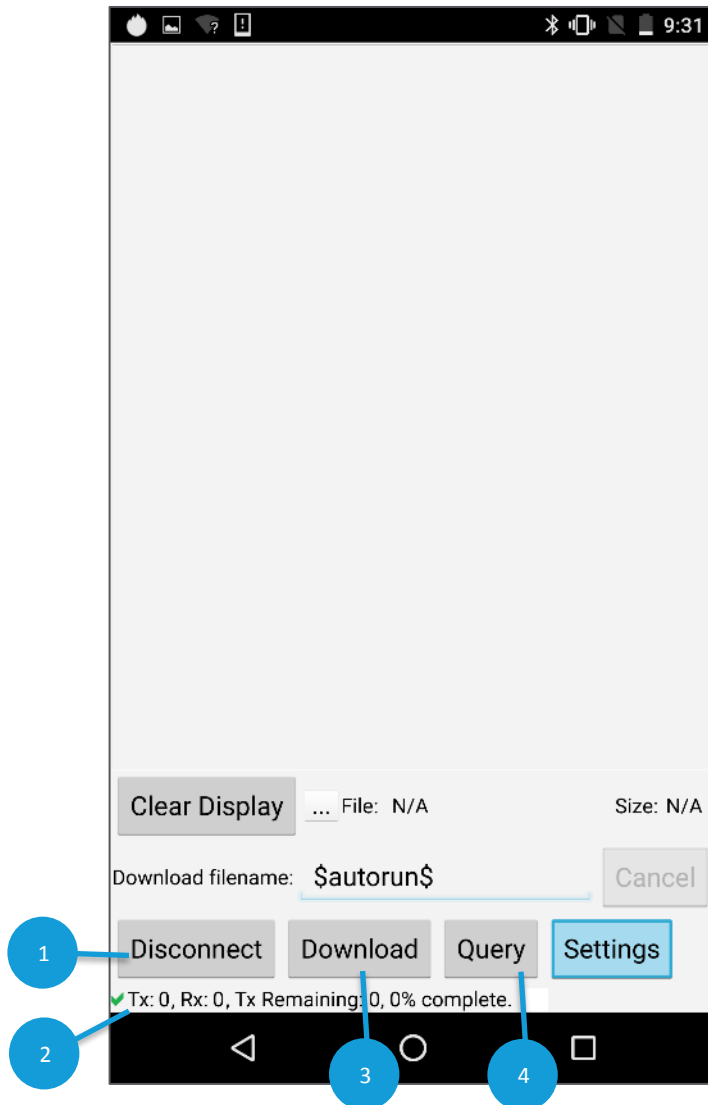 9:31
Clear Display ... File: N/A Size: N/A
Download filename: $autorun$ Cancel
1 Disconnect Download Query Settings
Tx: 0, Rx: 0, Tx Remaining: 0, 0% complete.
2 3 4